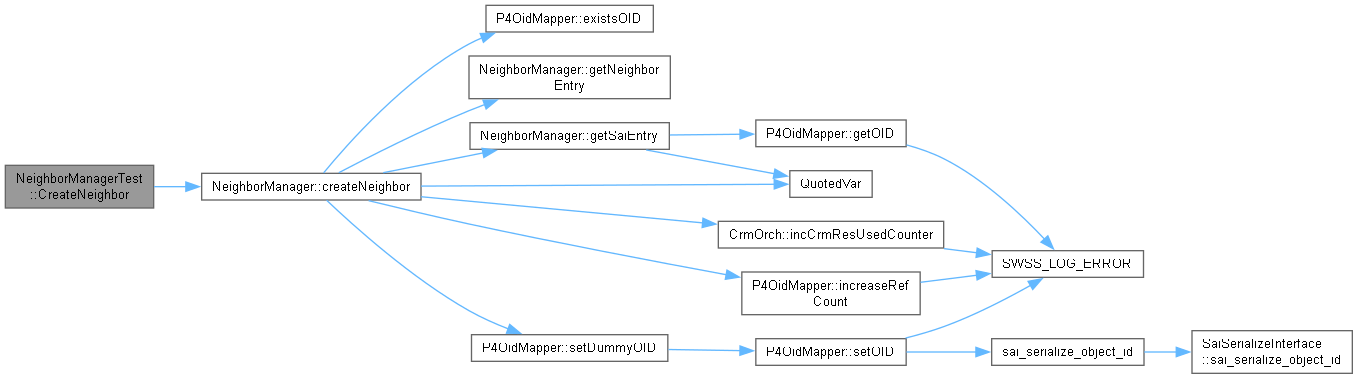 P4OidMapper::existsOID
NeighborManager::getNeighbor
Entry
NeighborManager::getSaiEntry
P4OidMapper::getOID
NeighborManagerTest
::CreateNeighbor
NeighborManager::createNeighbor
QuotedVar
CrmOrch::incCrmResUsedCounter
SWSS_LOG_ERROR
P4OidMapper::increaseRef
Count
P4OidMapper::setDummyOID
P4OidMapper::setOID
sai_serialize_object_id
SaiSerializeInterface
::sai_serialize_object_id